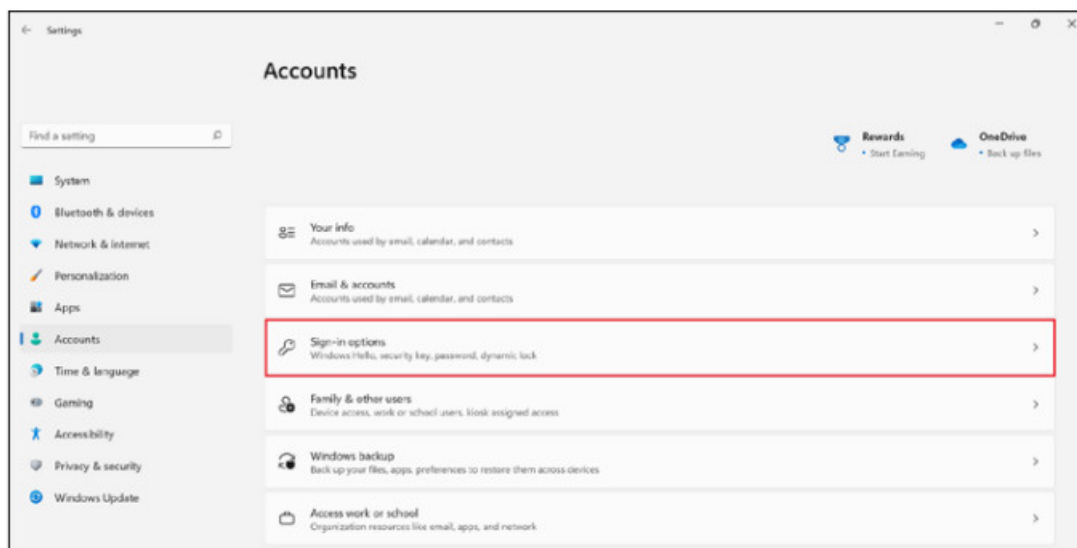 Settings
Accounts
Find a setting
Rewards
• Start Earning
OneDrive
• Back up files
System
Bluetooth & devices
Network & internet
Personalization
Apps
Accounts
Time & language
Gaming
Accessibility
Privacy & security
Windows Update
Your info
Accounts used by email, calendar, and contacts
Email & accounts
Accounts used by email, calendar, and contacts
Sign-in options
Windows Hello, security key, password, dynamic lock
Family & other users
Device access, work or school users, kiosk assigned access
Windows backup
Back up your files, apps, preferences to restore them across devices
Access work or school
Organization resources like email, apps, and network